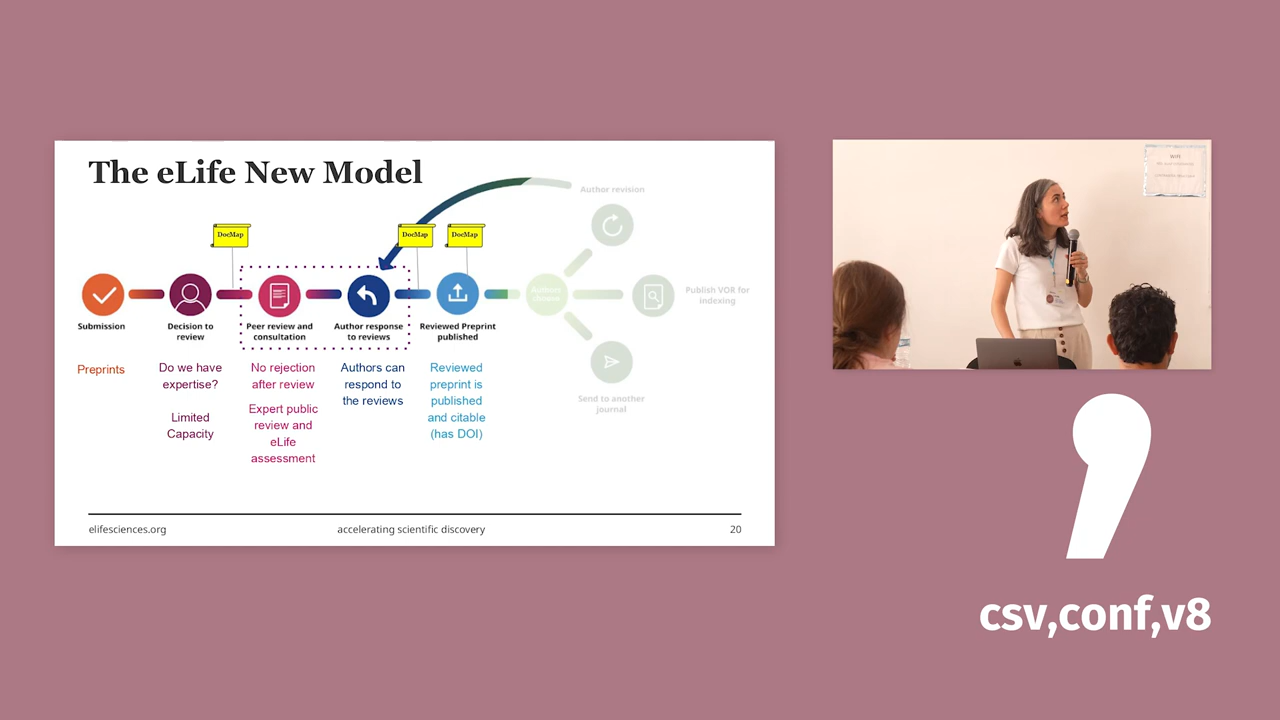 The eLife New Model
Author revision
DocMap
DocMap
DocMap
Authors
choose
Submission
Decision to
review
Peer review and
consultation
Author response
to reviews
Reviewed Preprint
published
Publish VOR for
indexing
Send to another
journal
Preprints
Do we have
expertise?
Limited
Capacity
No rejection
after review
Expert public
review and
eLife
assessment
Authors can
respond to
the reviews
Reviewed
preprint is
published
and citable
(has DOI)
elifesciences.org
accelerating scientific discovery
20
WIFI
csv,conf,v8